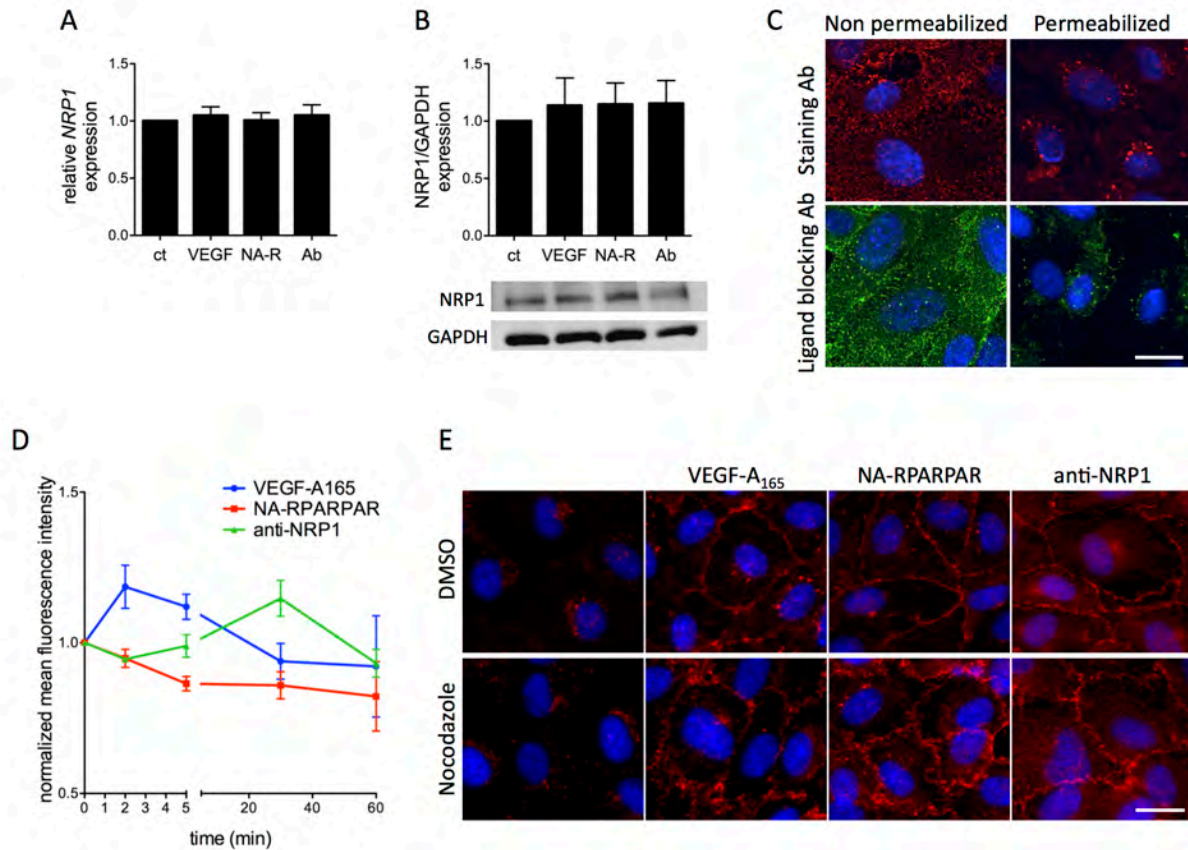 A
relative NRP1
expression
1.5
1.0
0.5
0.0
ct VEGF NA-R Ab
B
NRP1/GAPDH
expression
1.5
1.0
0.5
0.0
ct VEGF NA-R Ab
NRP1
GAPDH
C
Non permeabilized Permeabilized
Staining Ab
Ligand blocking Ab
D
normalized mean fluorescence intensity
1.5
1.0
0.5
VEGF-A165
NA-RPARPAR
anti-NRP1
0 1 2 3 4 5 20 40 60
time (min)
E
VEGF-A₁₆₅ NA-RPARPAR anti-NRP1
DMSO
Nocodazole